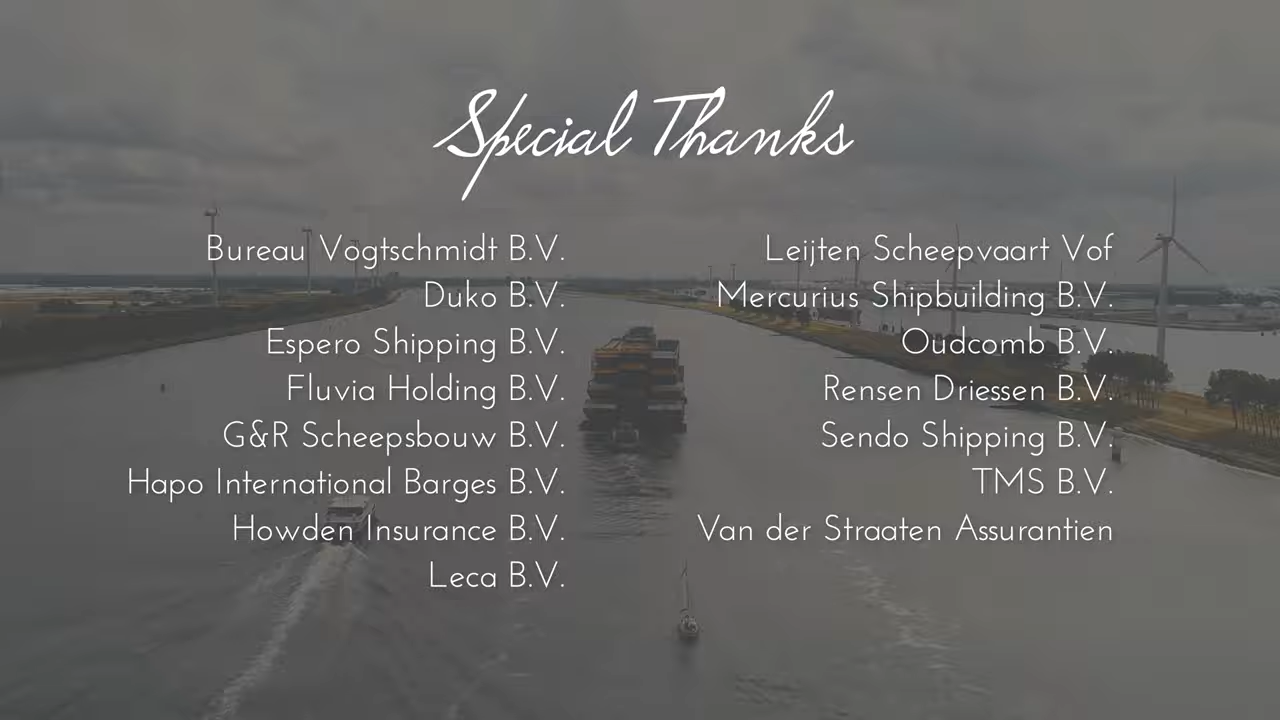 Special Thanks
Bureau Vogtschmidt B.V.
Duko B.V.
Espero Shipping B.V.
Fluvia Holding B.V.
G&R Scheepsbouw B.V.
Hapo International Barges B.V.
Howden Insurance B.V.
Leca B.V.
Leijten Scheepvaart Vof
Mercurius Shipbuilding B.V.
Oudcomb B.V.
Rensen Driessen B.V.
Sendo Shipping B.V.
TMS B.V.
Van der Straaten Assurantien